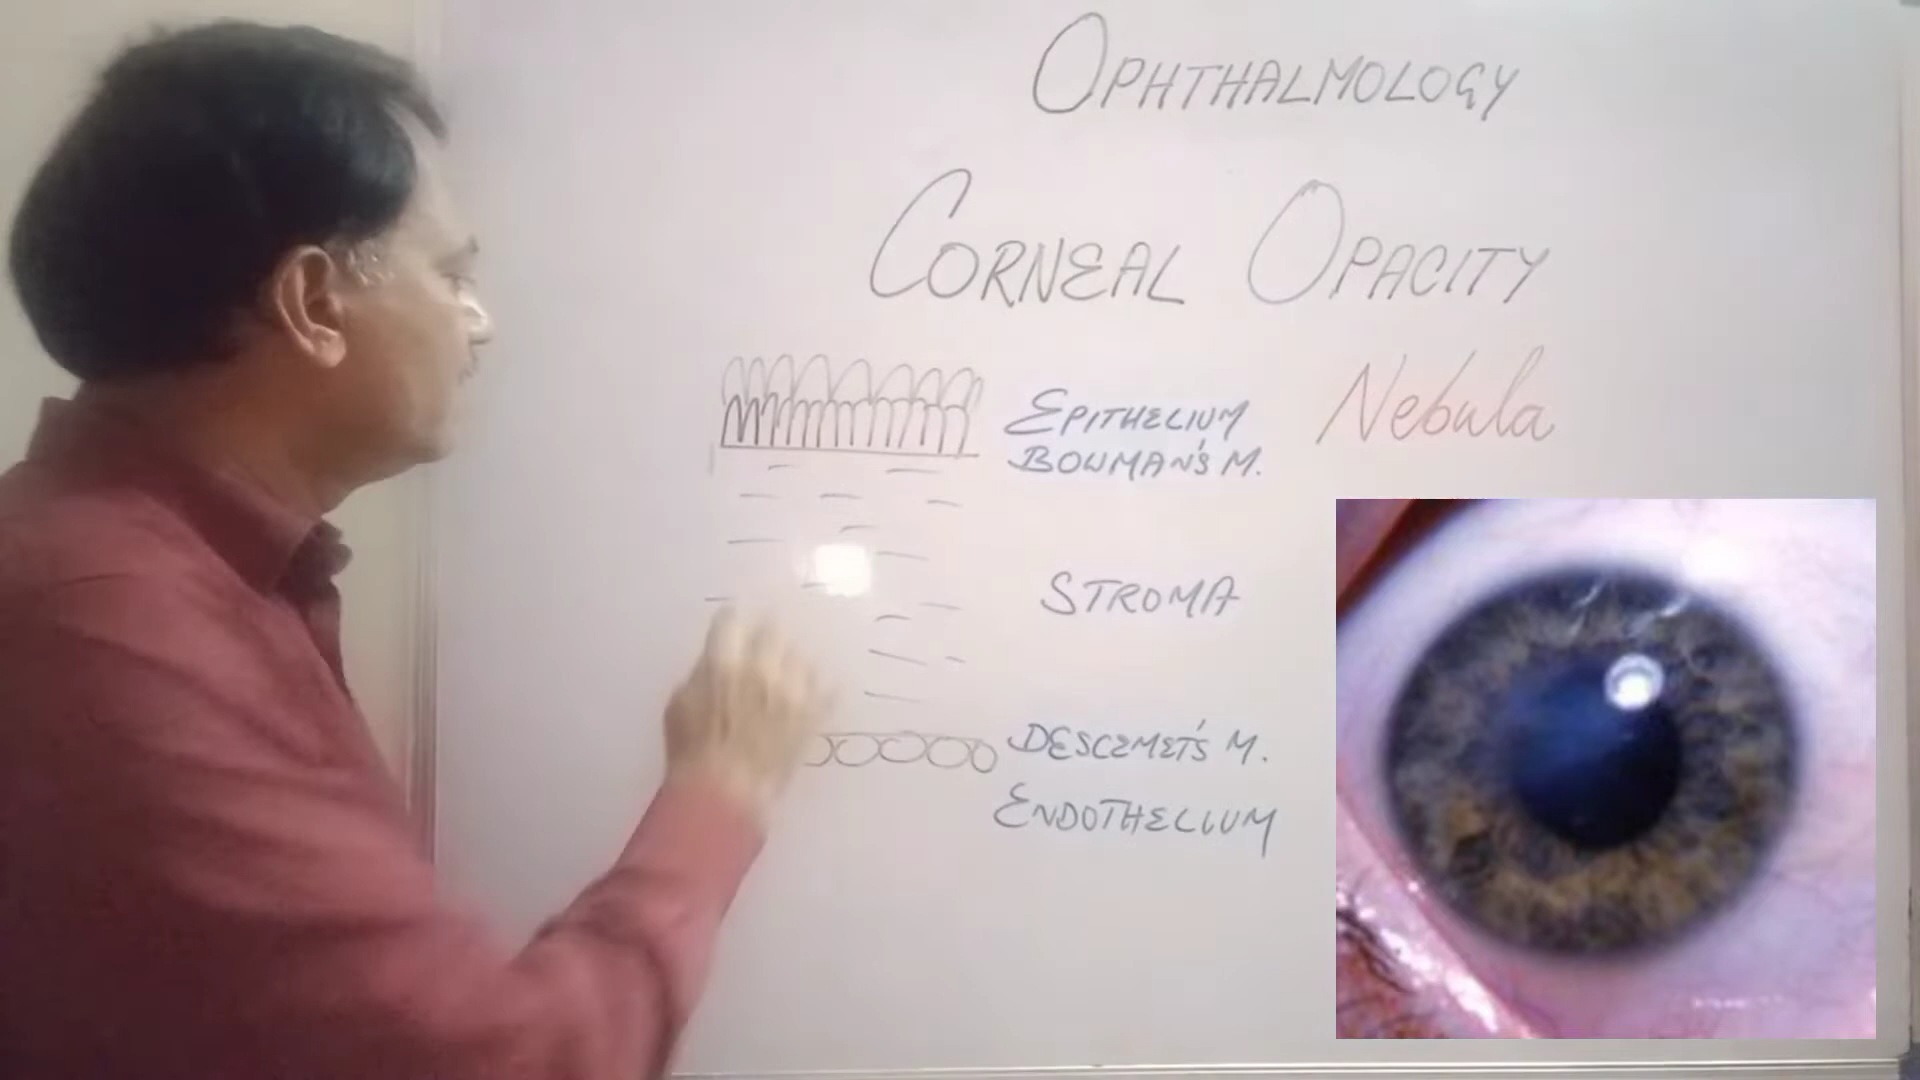 OPHTHALMOLOGY
CORNEAL OPACITY
EPITHELIUM
Nebula
BOWMAN'S M.
STROMA
DESCEMET'S M.
ENDOTHELIUM